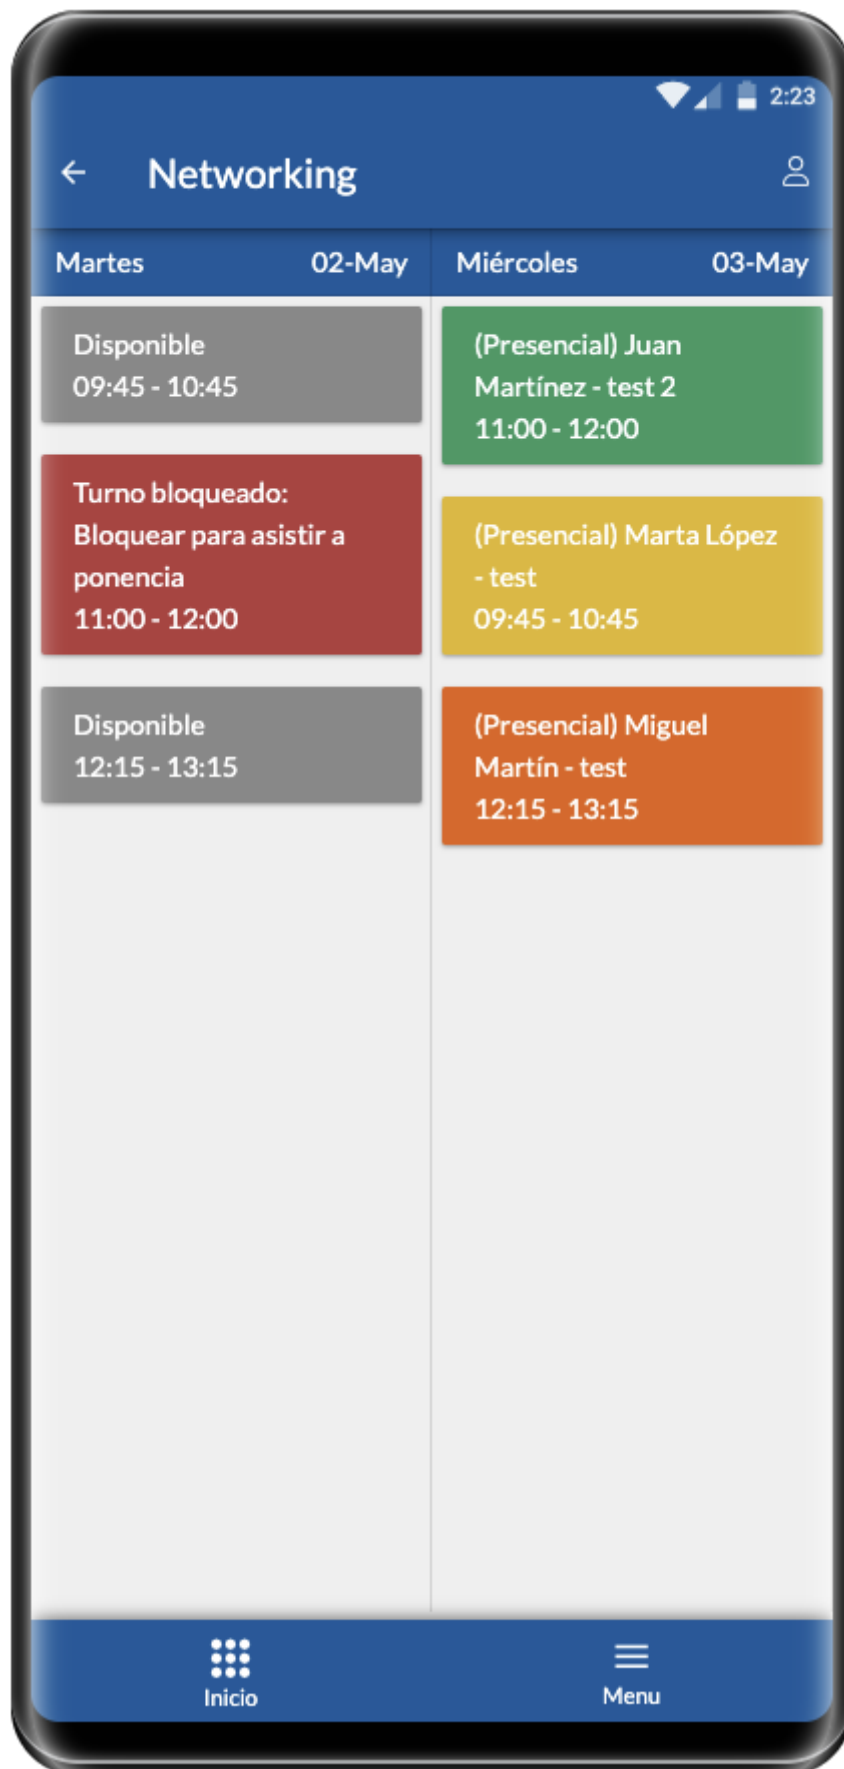 2:23
Networking
Martes 02-May
Miércoles 03-May
Disponible
09:45 - 10:45
Turno bloqueado:
Bloquear para asistir a
ponencia
11:00 - 12:00
Disponible
12:15 - 13:15
(Presencial) Juan
Martínez - test 2
11:00 - 12:00
(Presencial) Marta López
- test
09:45 - 10:45
(Presencial) Miguel
Martín - test
12:15 - 13:15
Inicio
Menu